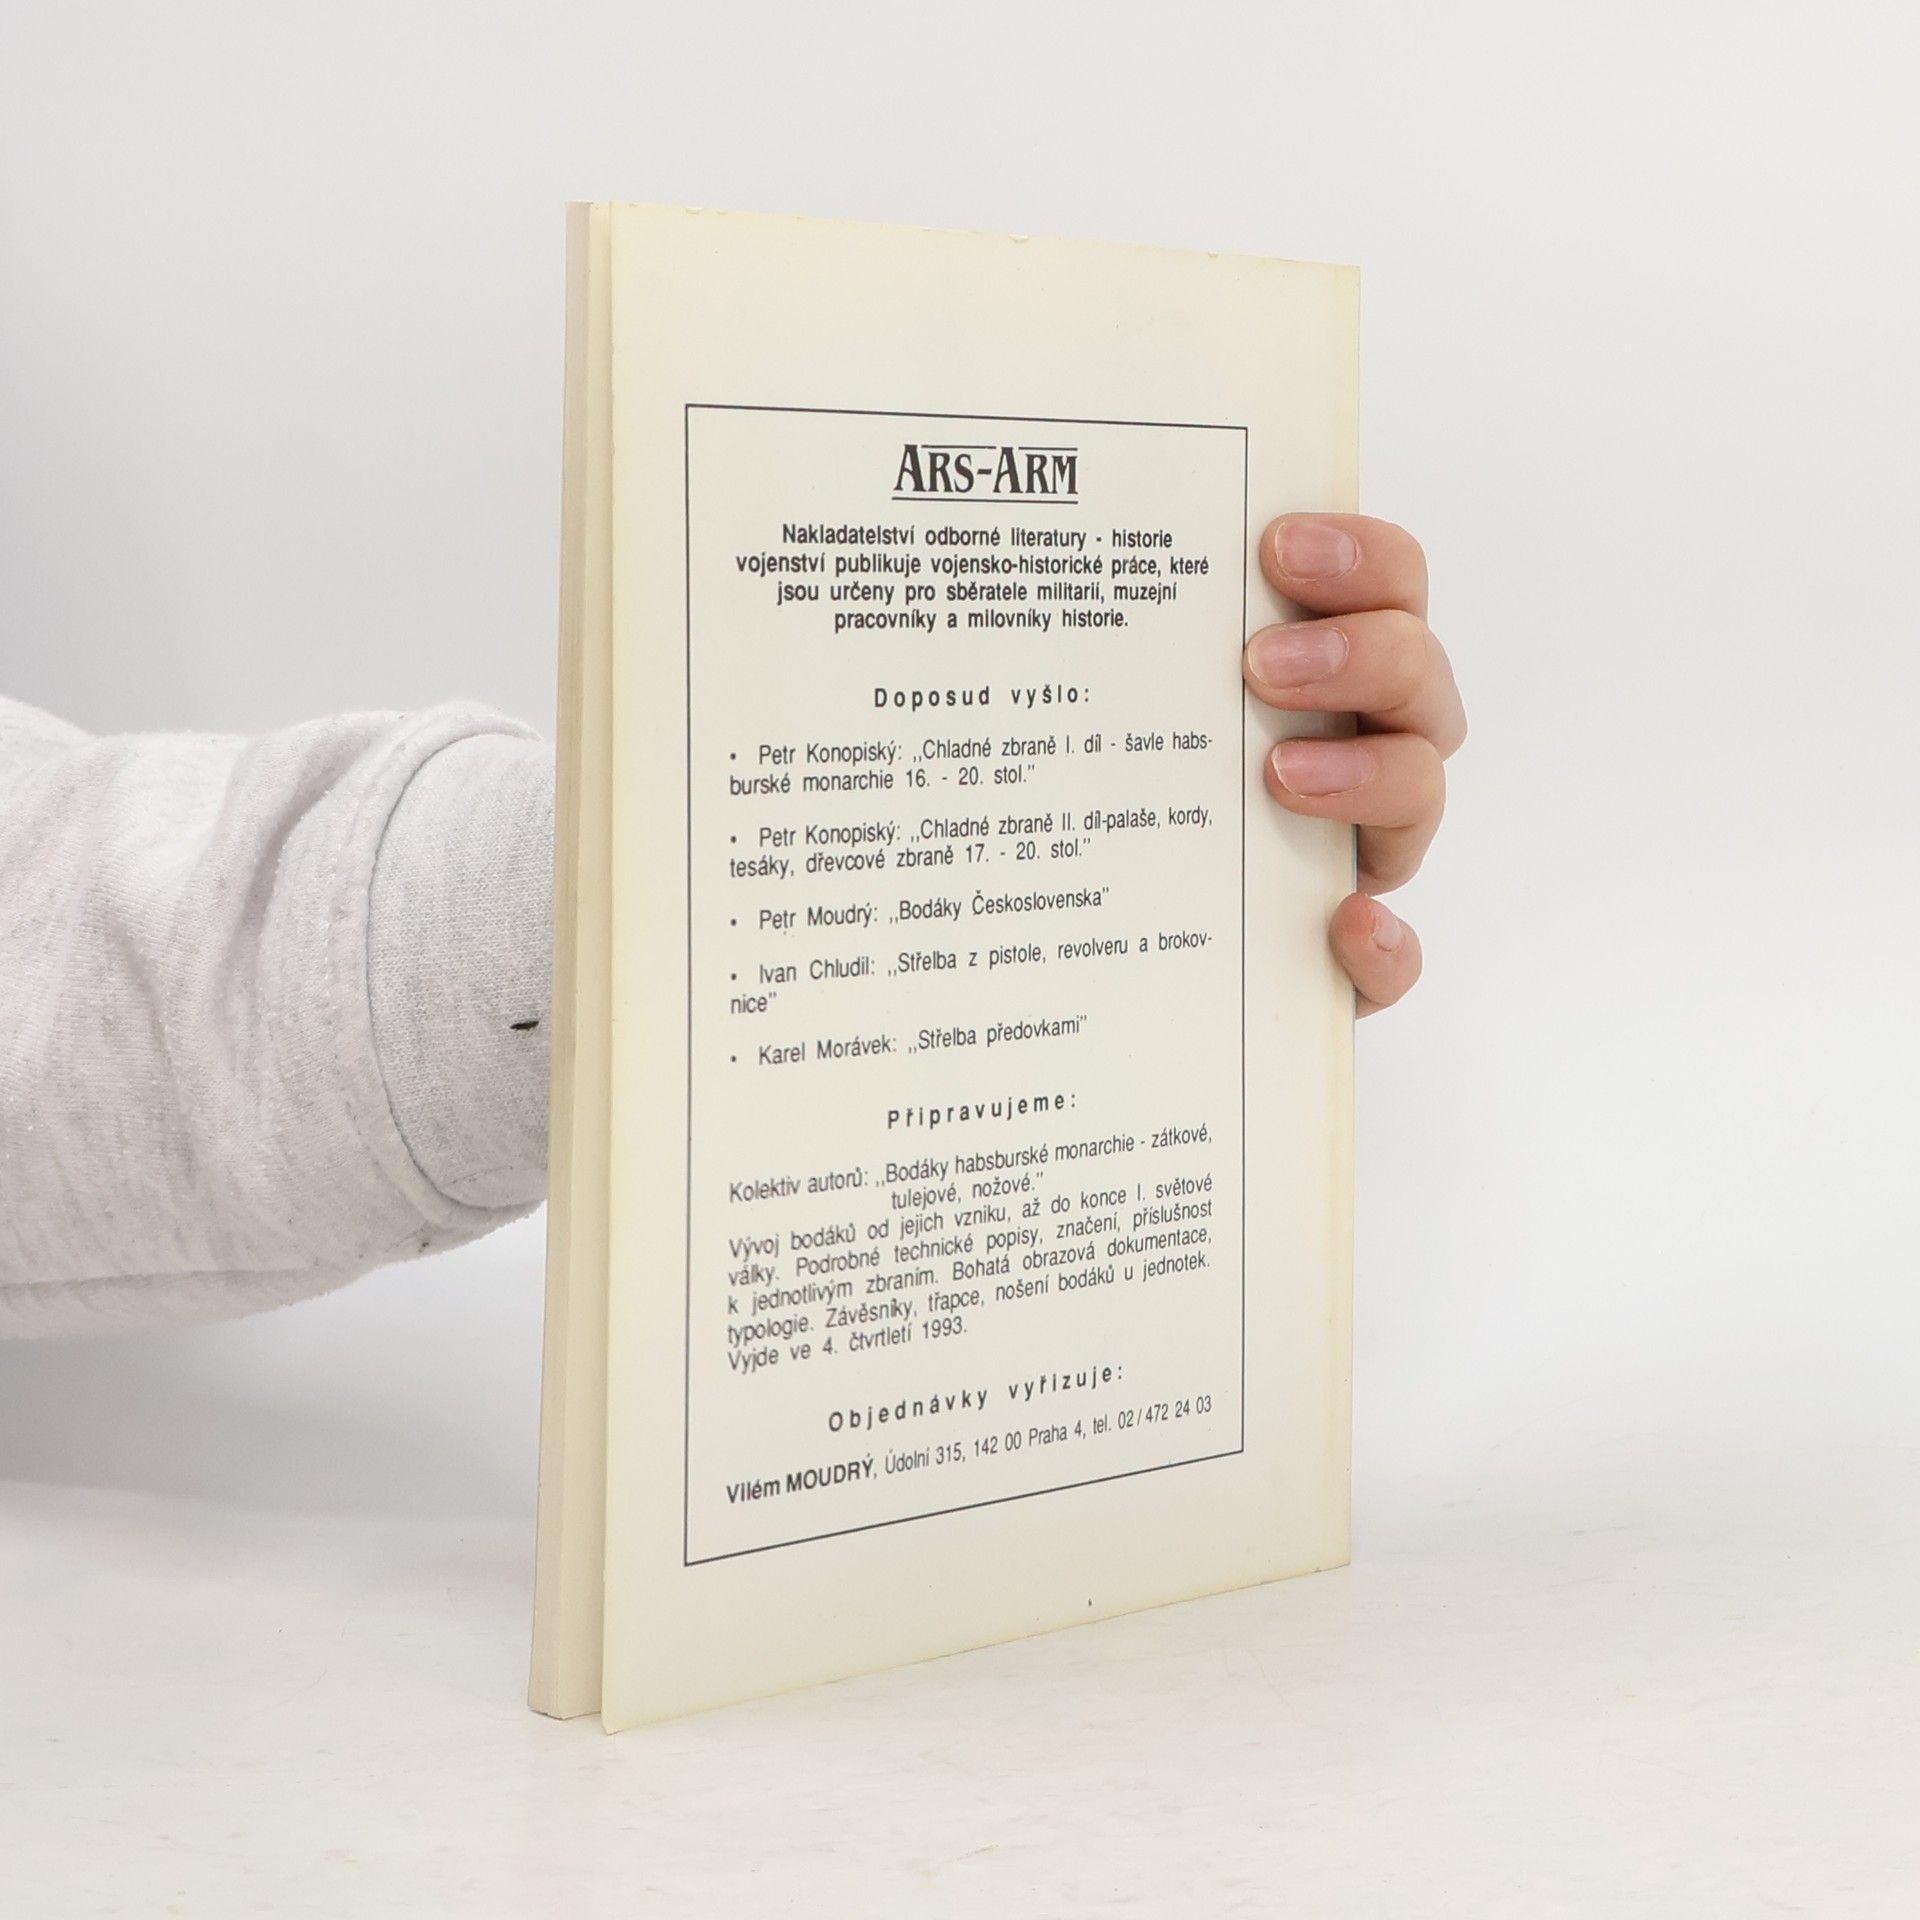 ARS-ARM
Nakladatelství odborné literatury - historie
vojenství publikuje vojensko-historické práce, které
jsou určeny pro sběratele militarií, muzejní
pracovníky a milovníky historie.
Doposud vyšlo:
• Petr Konopiský: ,,Chladné zbraně I. díl - šavle habs-
burské monarchie 16. - 20. stol.”
• Petr Konopiský: ,,Chladné zbraně II. díl-palaše, kordy,
tesáky, dřevcové zbraně 17. - 20. stol.”
• Petr Moudrý: ,,Bodáky Československa”
• Ivan Chludil: ,,Střelba z pistole, revolveru a brokov-
nice”
• Karel Morávek: ,,Střelba předovkami”
Připravujeme:
Kolektiv autorů: ,,Bodáky habsburské monarchie - zátkové,
tulejové, nožové.”
Vývoj bodáků od jejich vzniku, až do konce I. světové
války. Podrobné technické popisy, značení, příslušnost
k jednotlivým zbraním. Bohatá obrazová dokumentace,
typologie. Závěsníky, třapce, nošení bodáků u jednotek.
Vyjde ve 4. čtvrtletí 1993.
Objednávky vyřizuje:
Vilém MOUDRÝ, Údolní 315, 142 00 Praha 4, tel. 02/472 24 03